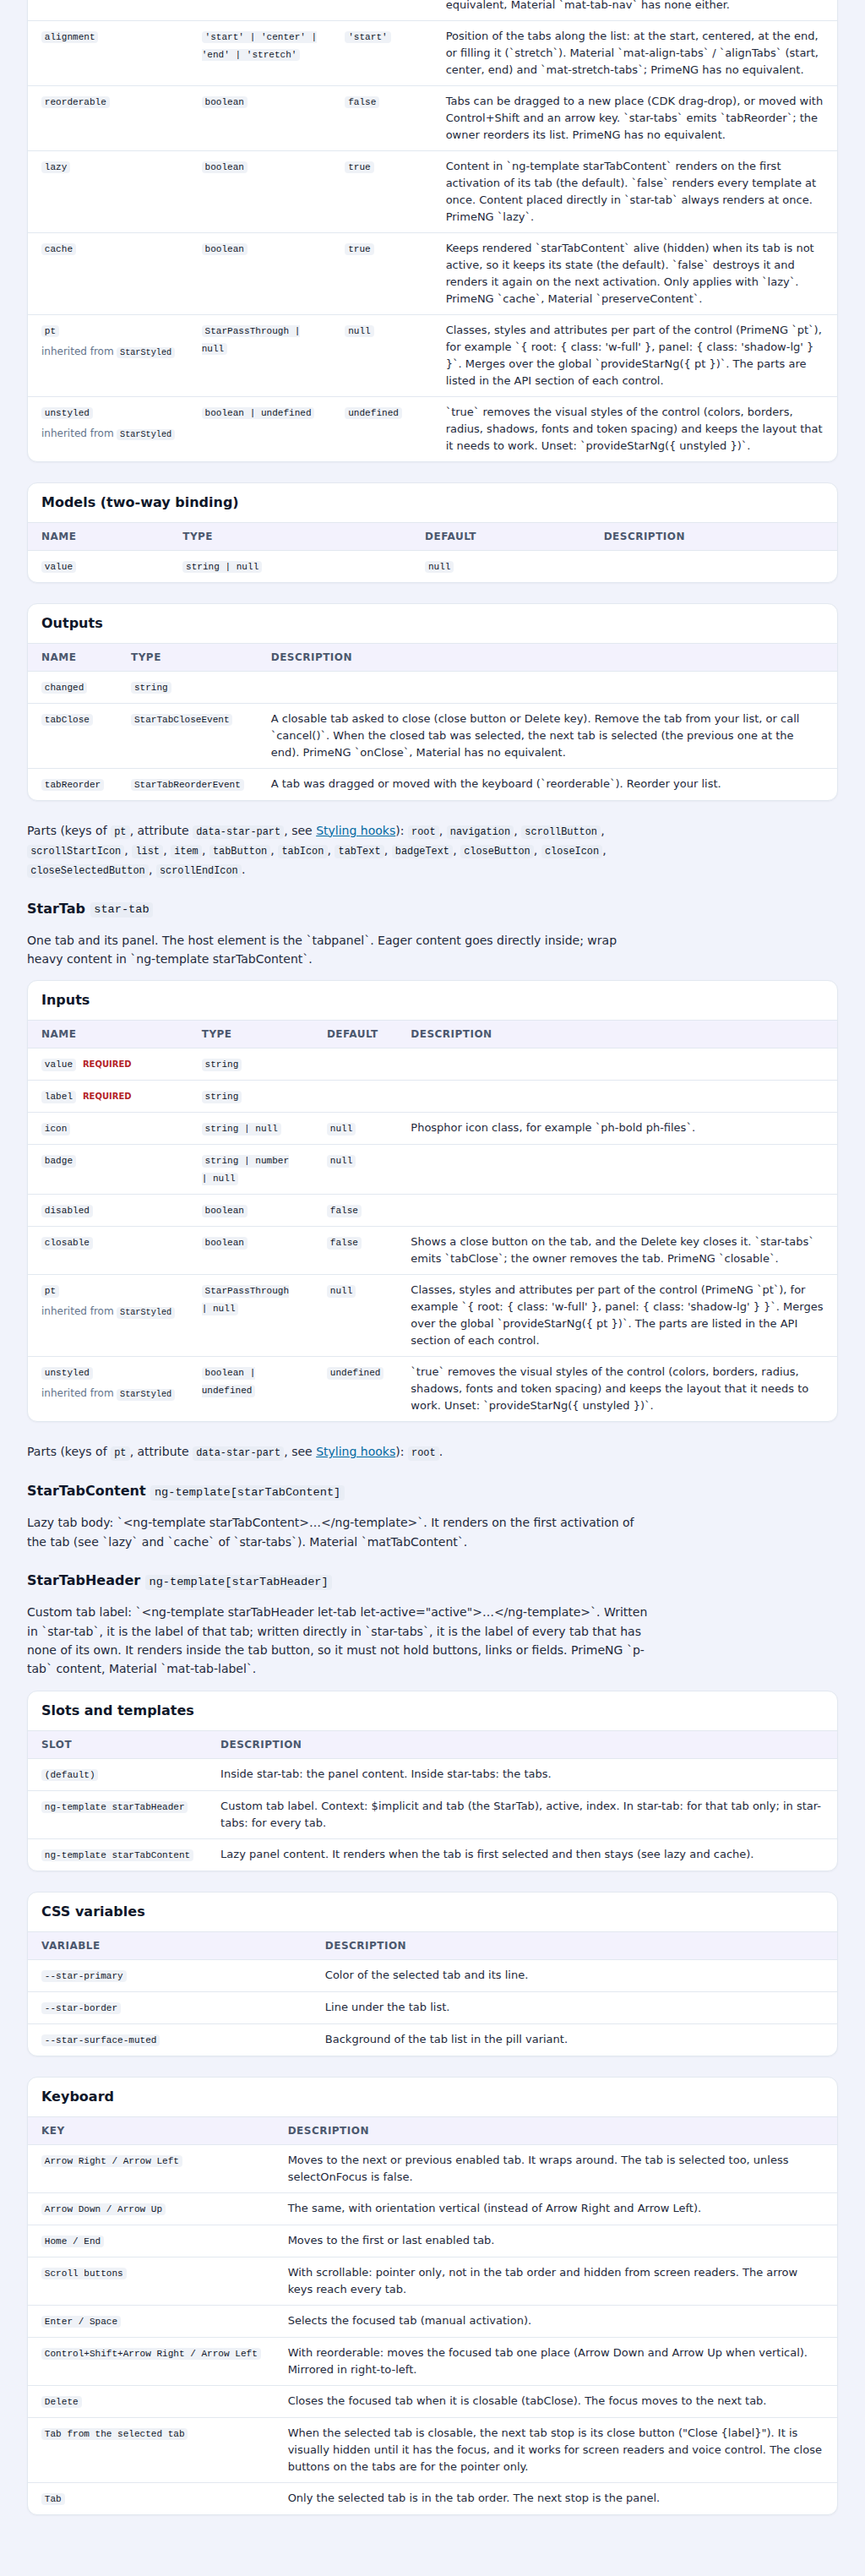 equivalent, Material `mat-tab-nav` has none either.
alignment 'start' | 'center' | 'start' Position of the tabs along the list: at the start, centered, at the end,
'end' | 'stretch' or filling it (`stretch`). Material `mat-align-tabs` / `alignTabs` (start,
center, end) and `mat-stretch-tabs`; PrimeNG has no equivalent.
reorderable boolean false Tabs can be dragged to a new place (CDK drag-drop), or moved with
Control+Shift and an arrow key. `star-tabs` emits `tabReorder`; the
owner reorders its list. PrimeNG has no equivalent.
lazy boolean true Content in `ng-template starTabContent` renders on the first
activation of its tab (the default). `false` renders every template at
once. Content placed directly in `star-tab` always renders at once.
PrimeNG `lazy`.
cache boolean true Keeps rendered `starTabContent` alive (hidden) when its tab is not
active, so it keeps its state (the default). `false` destroys it and
renders it again on the next activation. Only applies with `lazy`.
PrimeNG `cache`, Material `preserveContent`.
pt StarPassThrough | null Classes, styles and attributes per part of the control (PrimeNG `pt`),
inherited from StarStyled null for example `{ root: { class: 'w-full' }, panel: { class: 'shadow-lg' }
}`. Merges over the global `provideStarNg({ pt })`. The parts are
listed in the API section of each control.
unstyled boolean | undefined undefined `true` removes the visual styles of the control (colors, borders,
inherited from StarStyled radius, shadows, fonts and token spacing) and keeps the layout that
it needs to work. Unset: `provideStarNg({ unstyled })`.
Models (two-way binding)
NAME TYPE DEFAULT DESCRIPTION
value string | null null
Outputs
NAME TYPE DESCRIPTION
changed string
tabClose StarTabCloseEvent A closable tab asked to close (close button or Delete key). Remove the tab from your list, or call
`cancel()`. When the closed tab was selected, the next tab is selected (the previous one at the
end). PrimeNG `onClose`, Material has no equivalent.
tabReorder StarTabReorderEvent A tab was dragged or moved with the keyboard (`reorderable`). Reorder your list.
Parts (keys of pt, attribute data-star-part, see Styling hooks): root, navigation, scrollButton,
scrollStartIcon, list, item, tabButton, tabIcon, tabText, badgeText, closeButton, closeIcon,
closeSelectedButton, scrollEndIcon.
StarTab star-tab
One tab and its panel. The host element is the `tabpanel`. Eager content goes directly inside; wrap
heavy content in `ng-template starTabContent`.
Inputs
NAME TYPE DEFAULT DESCRIPTION
value REQUIRED string
label REQUIRED string
icon string | null null Phosphor icon class, for example `ph-bold ph-files`.
badge string | number null
| null
disabled boolean false
closable boolean false Shows a close button on the tab, and the Delete key closes it. `star-tabs`
emits `tabClose`; the owner removes the tab. PrimeNG `closable`.
pt StarPassThrough null Classes, styles and attributes per part of the control (PrimeNG `pt`), for
inherited from StarStyled | null example `{ root: { class: 'w-full' }, panel: { class: 'shadow-lg' } }`. Merges
over the global `provideStarNg({ pt })`. The parts are listed in the API
section of each control.
unstyled boolean | undefined `true` removes the visual styles of the control (colors, borders, radius,
inherited from StarStyled undefined shadows, fonts and token spacing) and keeps the layout that it needs to
work. Unset: `provideStarNg({ unstyled })`.
Parts (keys of pt, attribute data-star-part, see Styling hooks): root.
StarTabContent ng-template[starTabContent]
Lazy tab body: `<ng-template starTabContent>…</ng-template>`. It renders on the first activation of
the tab (see `lazy` and `cache` of `star-tabs`). Material `matTabContent`.
StarTabHeader ng-template[starTabHeader]
Custom tab label: `<ng-template starTabHeader let-tab let-active="active">…</ng-template>`. Written
in `star-tab`, it is the label of that tab; written directly in `star-tabs`, it is the label of every tab that has
none of its own. It renders inside the tab button, so it must not hold buttons, links or fields. PrimeNG `p-
tab` content, Material `mat-tab-label`.
Slots and templates
SLOT DESCRIPTION
(default) Inside star-tab: the panel content. Inside star-tabs: the tabs.
ng-template starTabHeader Custom tab label. Context: $implicit and tab (the StarTab), active, index. In star-tab: for that tab only; in star-
tabs: for every tab.
ng-template starTabContent Lazy panel content. It renders when the tab is first selected and then stays (see lazy and cache).
CSS variables
VARIABLE DESCRIPTION
--star-primary Color of the selected tab and its line.
--star-border Line under the tab list.
--star-surface-muted Background of the tab list in the pill variant.
Keyboard
KEY DESCRIPTION
Arrow Right / Arrow Left Moves to the next or previous enabled tab. It wraps around. The tab is selected too, unless
selectOnFocus is false.
Arrow Down / Arrow Up The same, with orientation vertical (instead of Arrow Right and Arrow Left).
Home / End Moves to the first or last enabled tab.
Scroll buttons With scrollable: pointer only, not in the tab order and hidden from screen readers. The arrow
keys reach every tab.
Enter / Space Selects the focused tab (manual activation).
Control+Shift+Arrow Right / Arrow Left With reorderable: moves the focused tab one place (Arrow Down and Arrow Up when vertical).
Mirrored in right-to-left.
Delete Closes the focused tab when it is closable (tabClose). The focus moves to the next tab.
Tab from the selected tab When the selected tab is closable, the next tab stop is its close button ("Close {label}"). It is
visually hidden until it has the focus, and it works for screen readers and voice control. The close
buttons on the tabs are for the pointer only.
Tab Only the selected tab is in the tab order. The next stop is the panel.